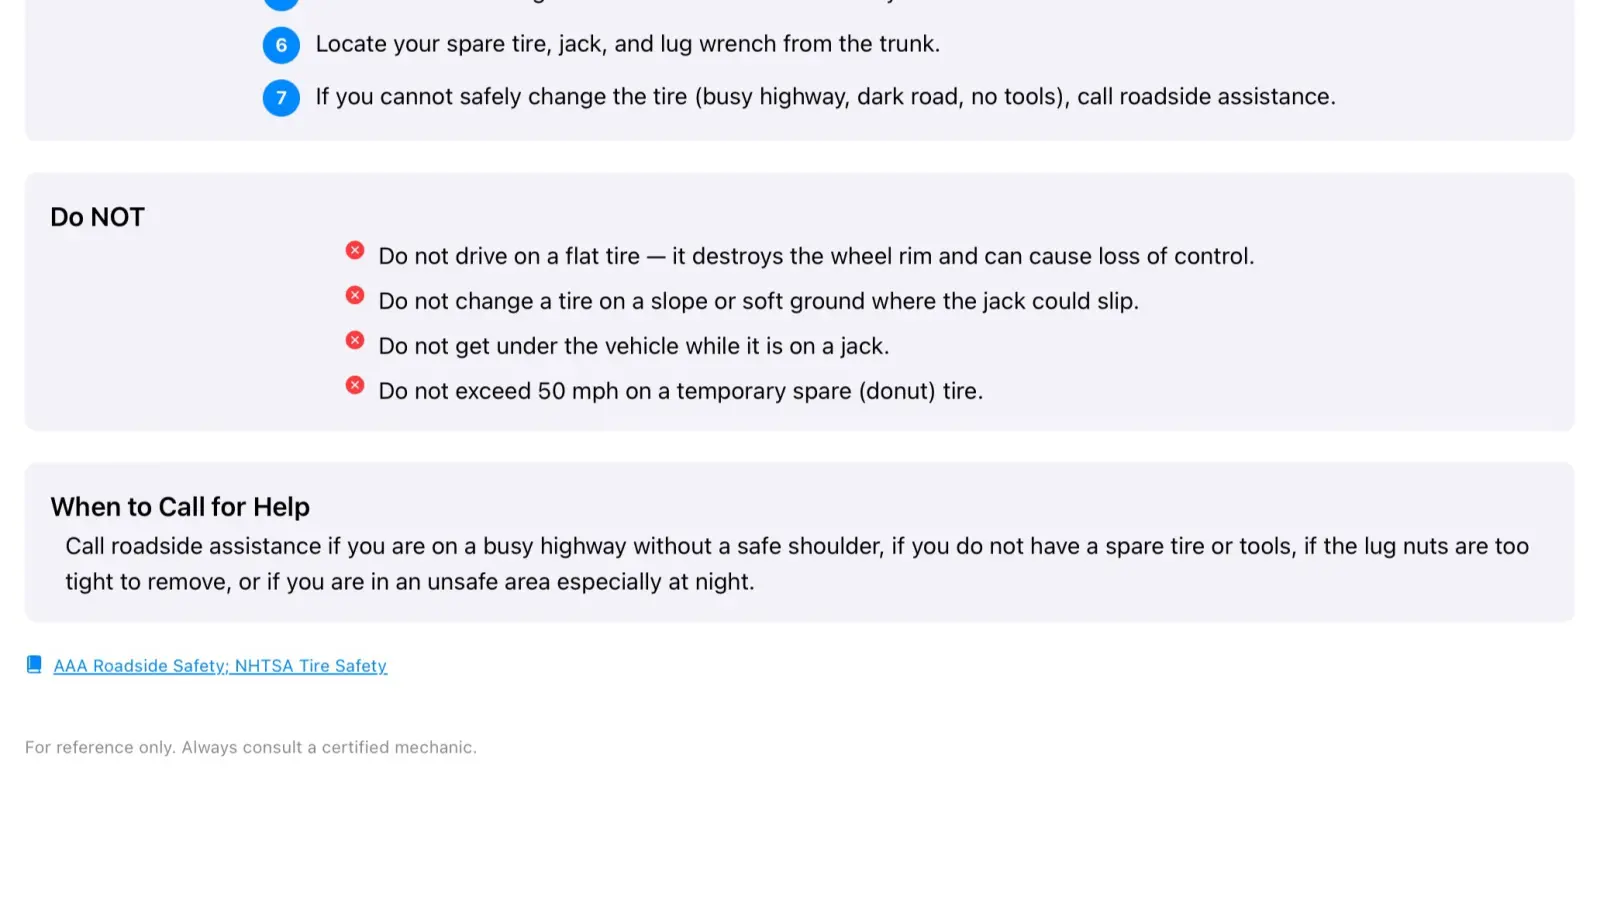 6 Locate your spare tire, jack, and lug wrench from the trunk.
7 If you cannot safely change the tire (busy highway, dark road, no tools), call roadside assistance.
Do NOT
Do not drive on a flat tire — it destroys the wheel rim and can cause loss of control.
Do not change a tire on a slope or soft ground where the jack could slip.
Do not get under the vehicle while it is on a jack.
Do not exceed 50 mph on a temporary spare (donut) tire.
When to Call for Help
Call roadside assistance if you are on a busy highway without a safe shoulder, if you do not have a spare tire or tools, if the lug nuts are too
tight to remove, or if you are in an unsafe area especially at night.
AAA Roadside Safety; NHTSA Tire Safety
For reference only. Always consult a certified mechanic.